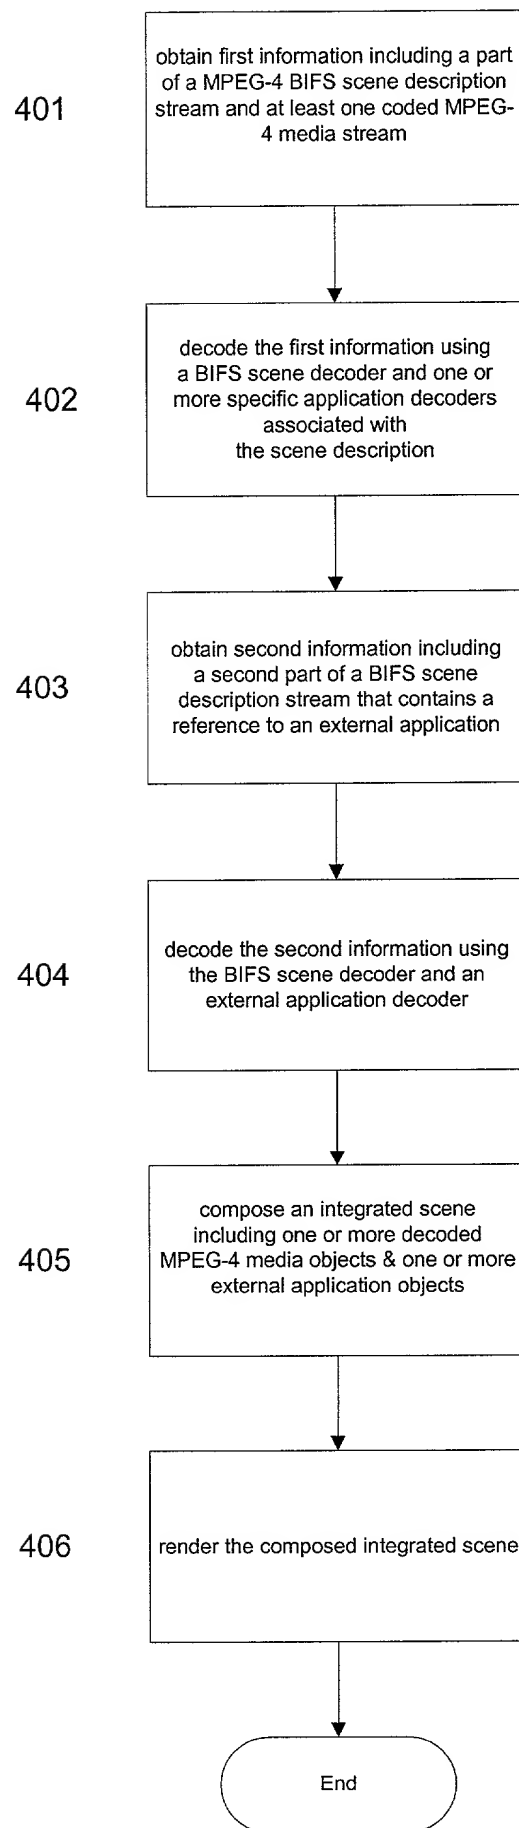 401
obtain first information including a part
of a MPEG-4 BIFS scene description
stream and at least one coded MPEG-
4 media stream
402
decode the first information using
a BIFS scene decoder and one or
more specific application decoders
associated with
the scene description
403
obtain second information including
a second part of a BIFS scene
description stream that contains a
reference to an external application
404
decode the second information using
the BIFS scene decoder and an
external application decoder
405
compose an integrated scene
including one or more decoded
MPEG-4 media objects & one or more
external application objects
406
render the composed integrated scene
End